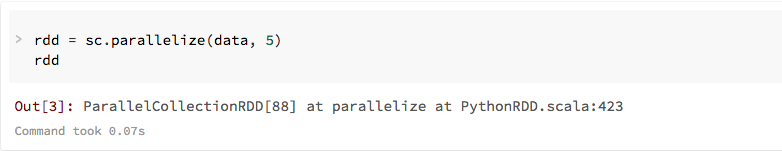 > rdd = sc.parallelize(data, 5)
rdd
Out[3]: ParallelCollectionRDD[88] at parallelize at PythonRDD.scala:423
Command took 0.07s